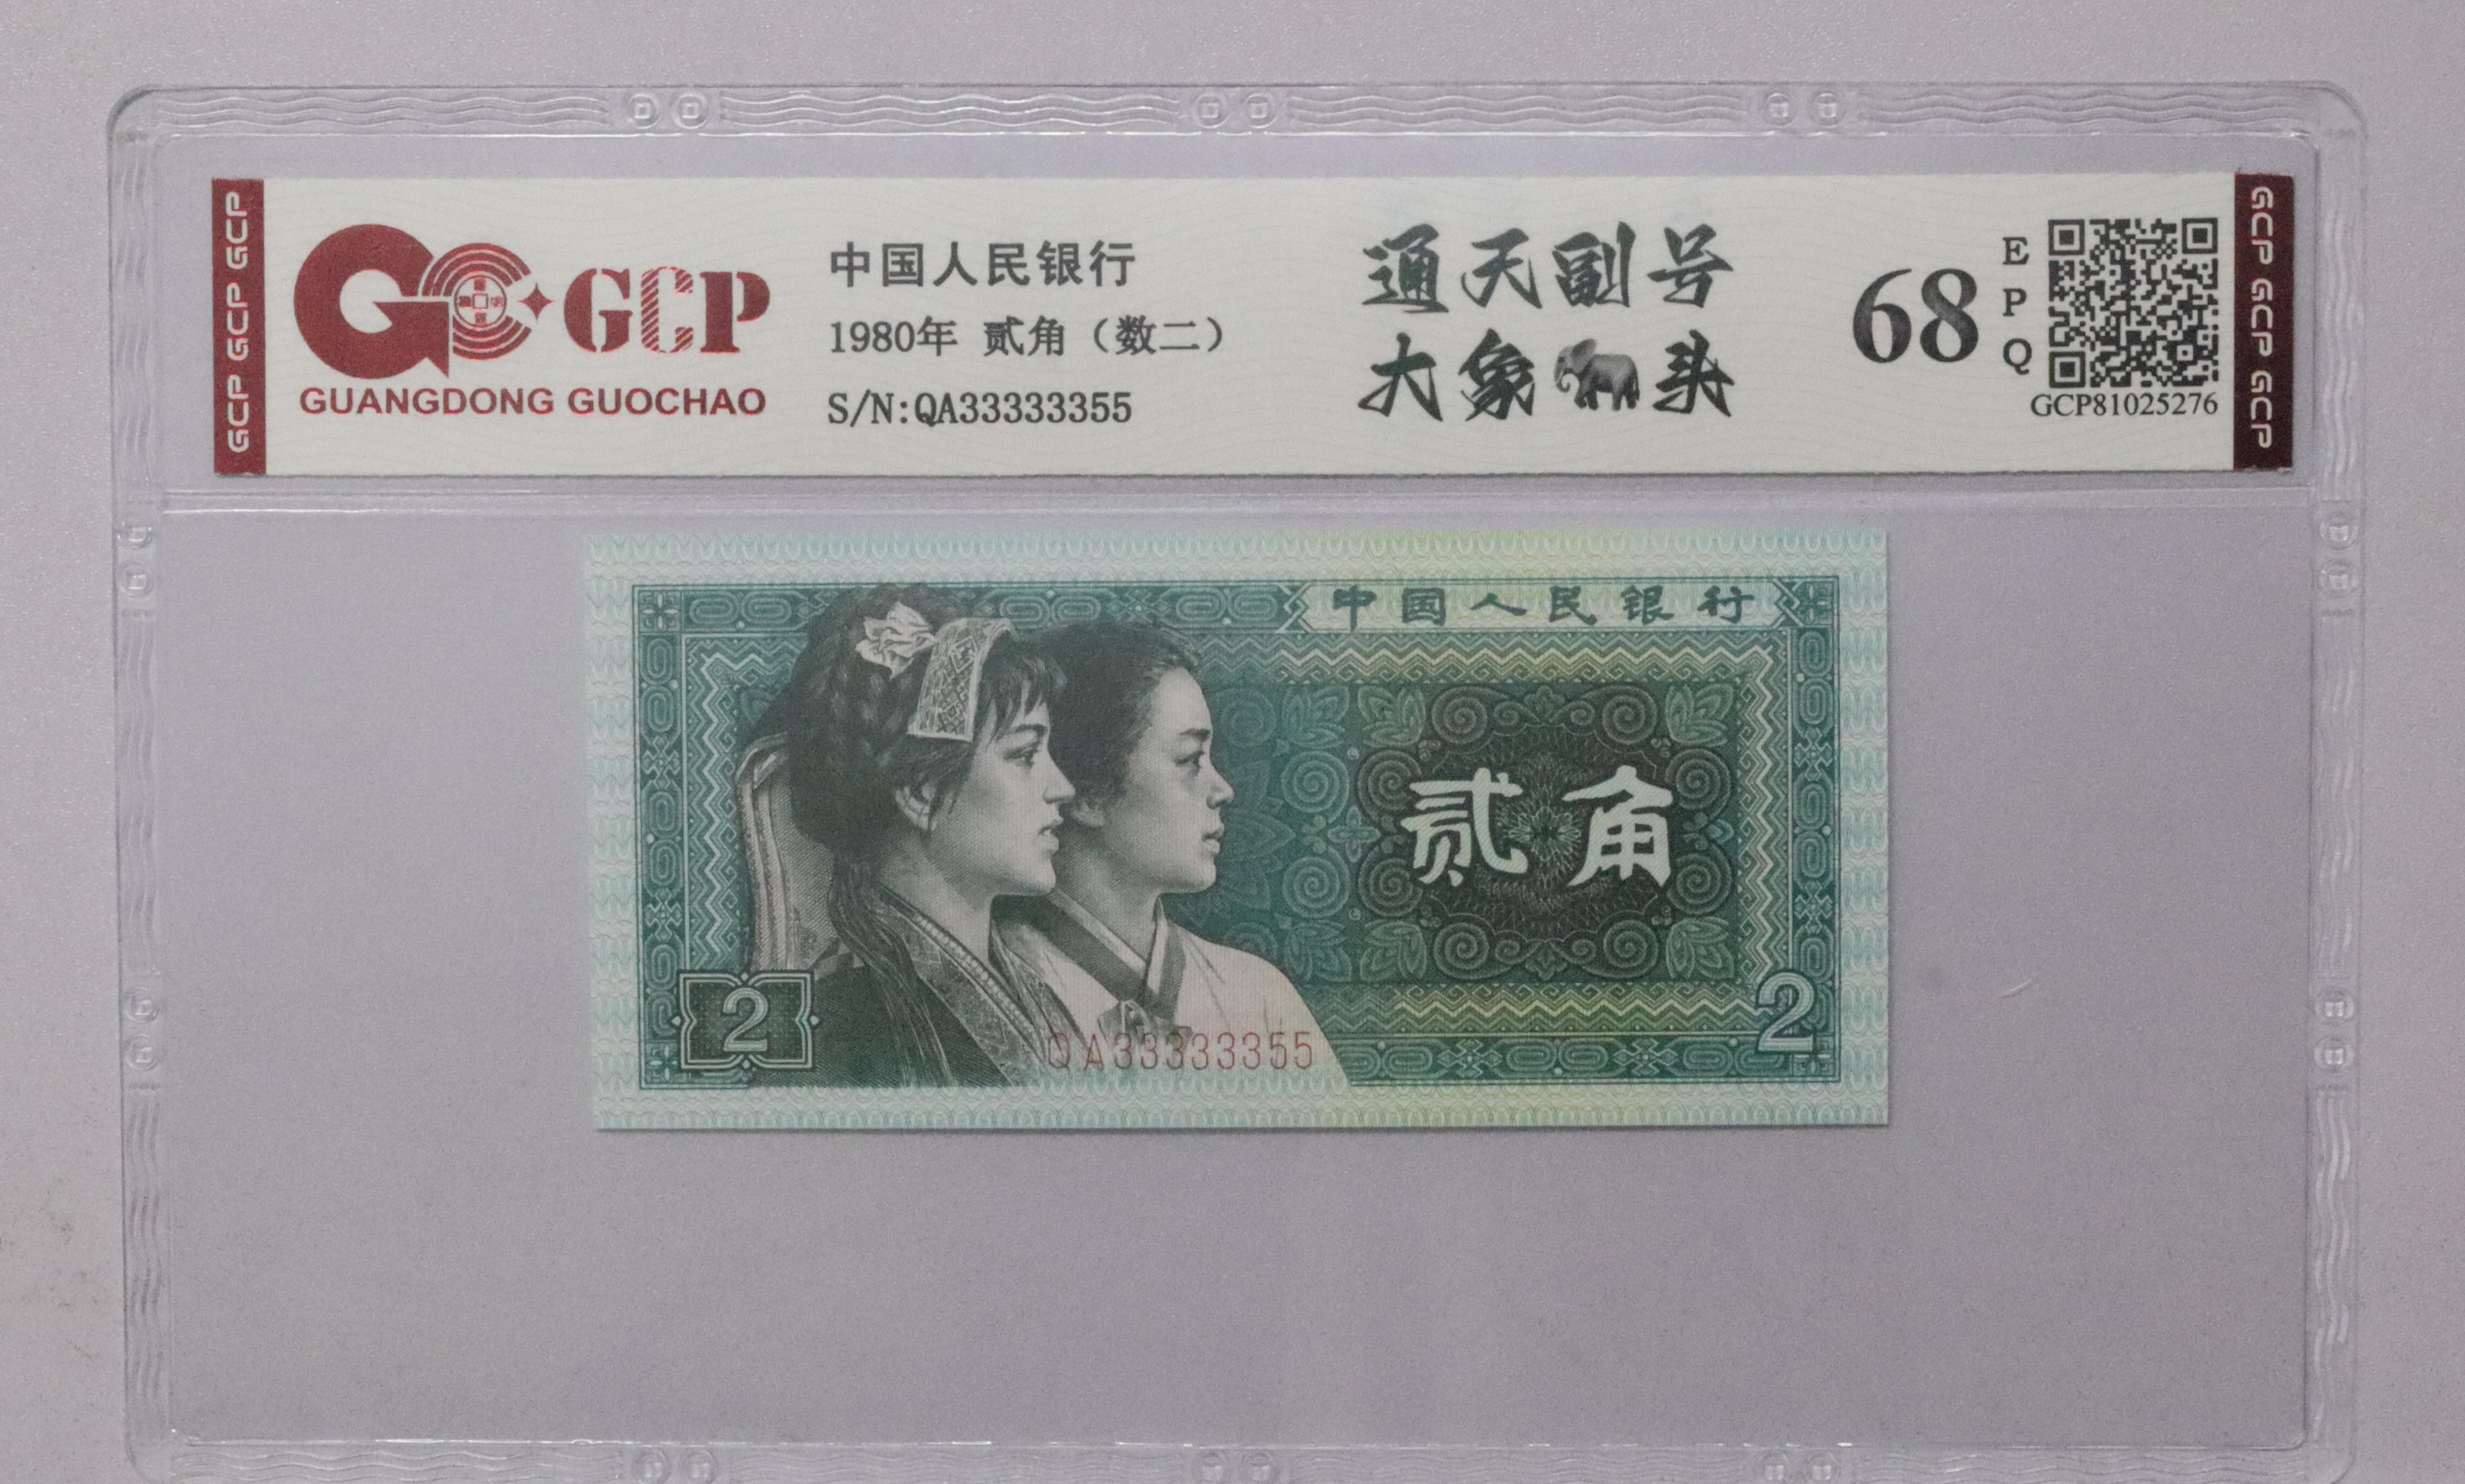 GCP GCP GCP
GCP
GUANGDONG GUOCHAO
中国人民银行
1980年 贰角（数二）
S/N:QA33333355
通天副号
大象头
68
EPQ
GCP81025276
GCP GCP GCP
中国人民银行
贰角
2
QA33333355
2